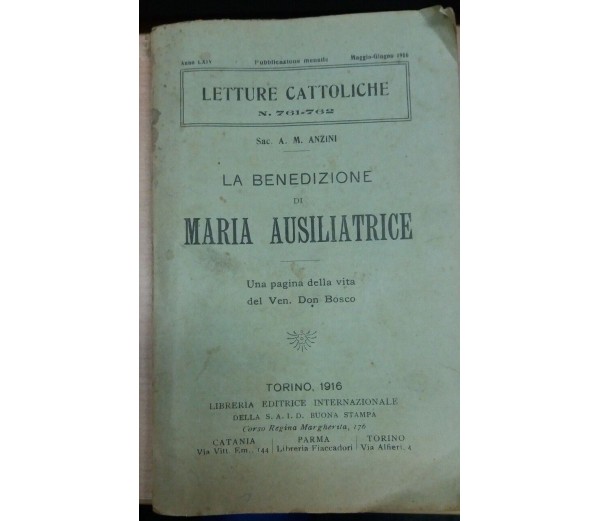 Anno LXIV Pubblicazione mensile Maggio-Giugno 1916
LETTURE CATTOLICHE
N. 761-762
Sac. A. M. ANZINI
LA BENEDIZIONE
DI
MARIA AUSILIATRICE
Una pagina della vita
del Ven. Don Bosco
TORINO, 1916
LIBRERIA EDITRICE INTERNAZIONALE
DELLA S. A. I. D. BUONA STAMPA
Corso Regina Margherita, 176
CATANIA PARMA TORINO
Via Vitt. Em., 144 Libreria Fiaccadori Via Alfieri, 4